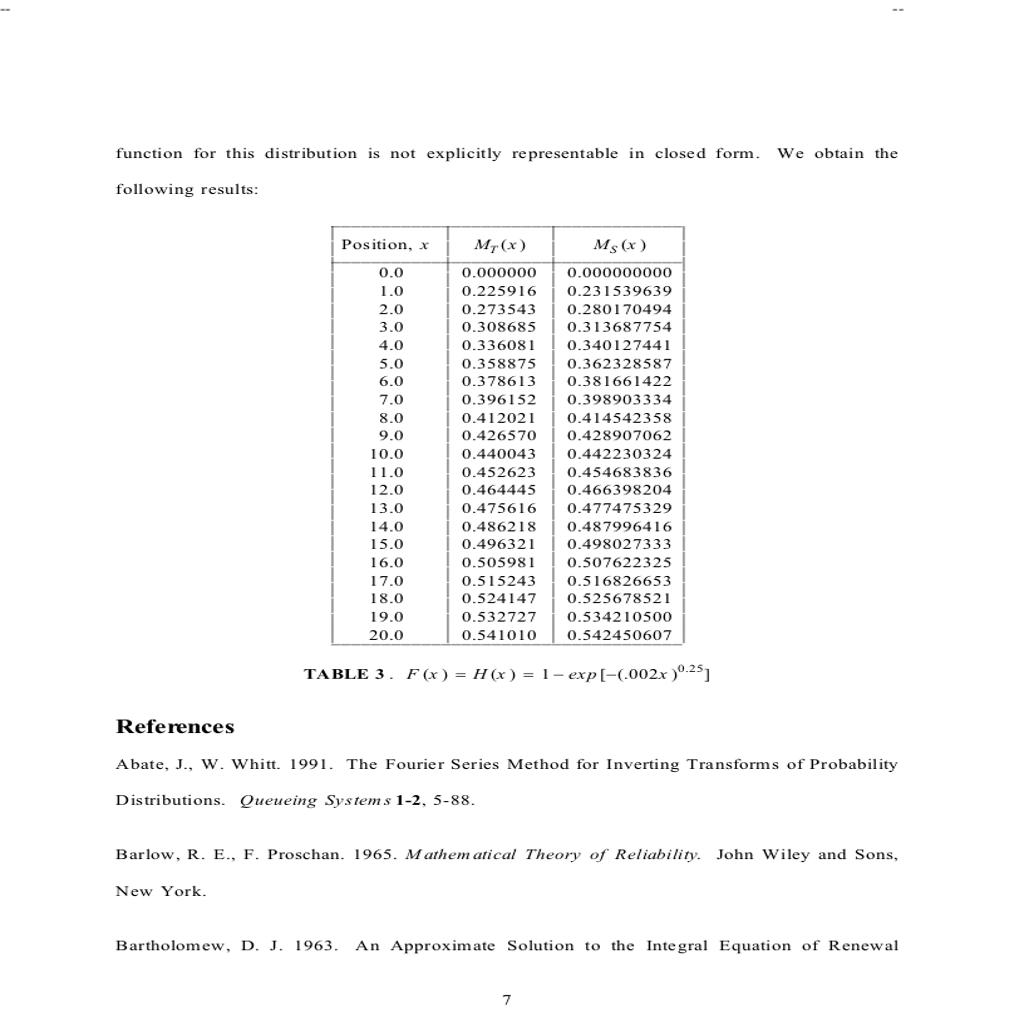 -- --
function for this distribution is not explicitly representable in closed form. We obtain the
following results:
Position, x M_T(x) M_S(x)
0.0 0.000000 0.000000000
1.0 0.225916 0.231539639
2.0 0.273543 0.280170494
3.0 0.308685 0.313687754
4.0 0.336081 0.340127441
5.0 0.358875 0.362328587
6.0 0.378613 0.381661422
7.0 0.396152 0.398903334
8.0 0.412021 0.414542358
9.0 0.426570 0.428907062
10.0 0.440043 0.442230324
11.0 0.452623 0.454683836
12.0 0.464445 0.466398204
13.0 0.475616 0.477475329
14.0 0.486218 0.487996416
15.0 0.496321 0.498027333
16.0 0.505981 0.507622325
17.0 0.515243 0.516826653
18.0 0.524147 0.525678521
19.0 0.532727 0.534210500
20.0 0.541010 0.542450607
TABLE 3. F(x) = H(x) = 1 − exp[−(.002x)^0.25]
References
Abate, J., W. Whitt. 1991. The Fourier Series Method for Inverting Transforms of Probability
Distributions. Queueing Systems 1-2, 5-88.
Barlow, R. E., F. Proschan. 1965. Mathematical Theory of Reliability. John Wiley and Sons,
New York.
Bartholomew, D. J. 1963. An Approximate Solution to the Integral Equation of Renewal
7